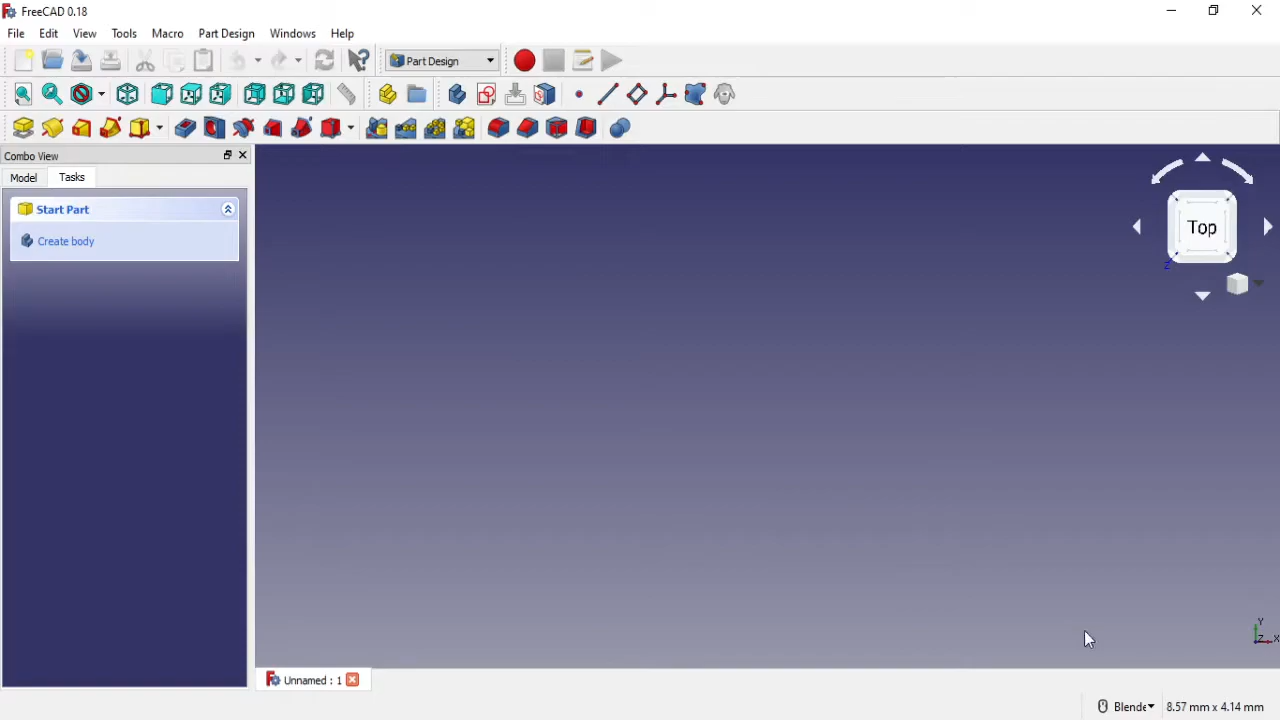 FreeCAD 0.18
File Edit View Tools Macro Part Design Windows Help
Part Design
Combo View
Model Tasks
Start Part
Create body
Top
Z
Y
Z X
Unnamed : 1
Blende 8.57 mm x 4.14 mm